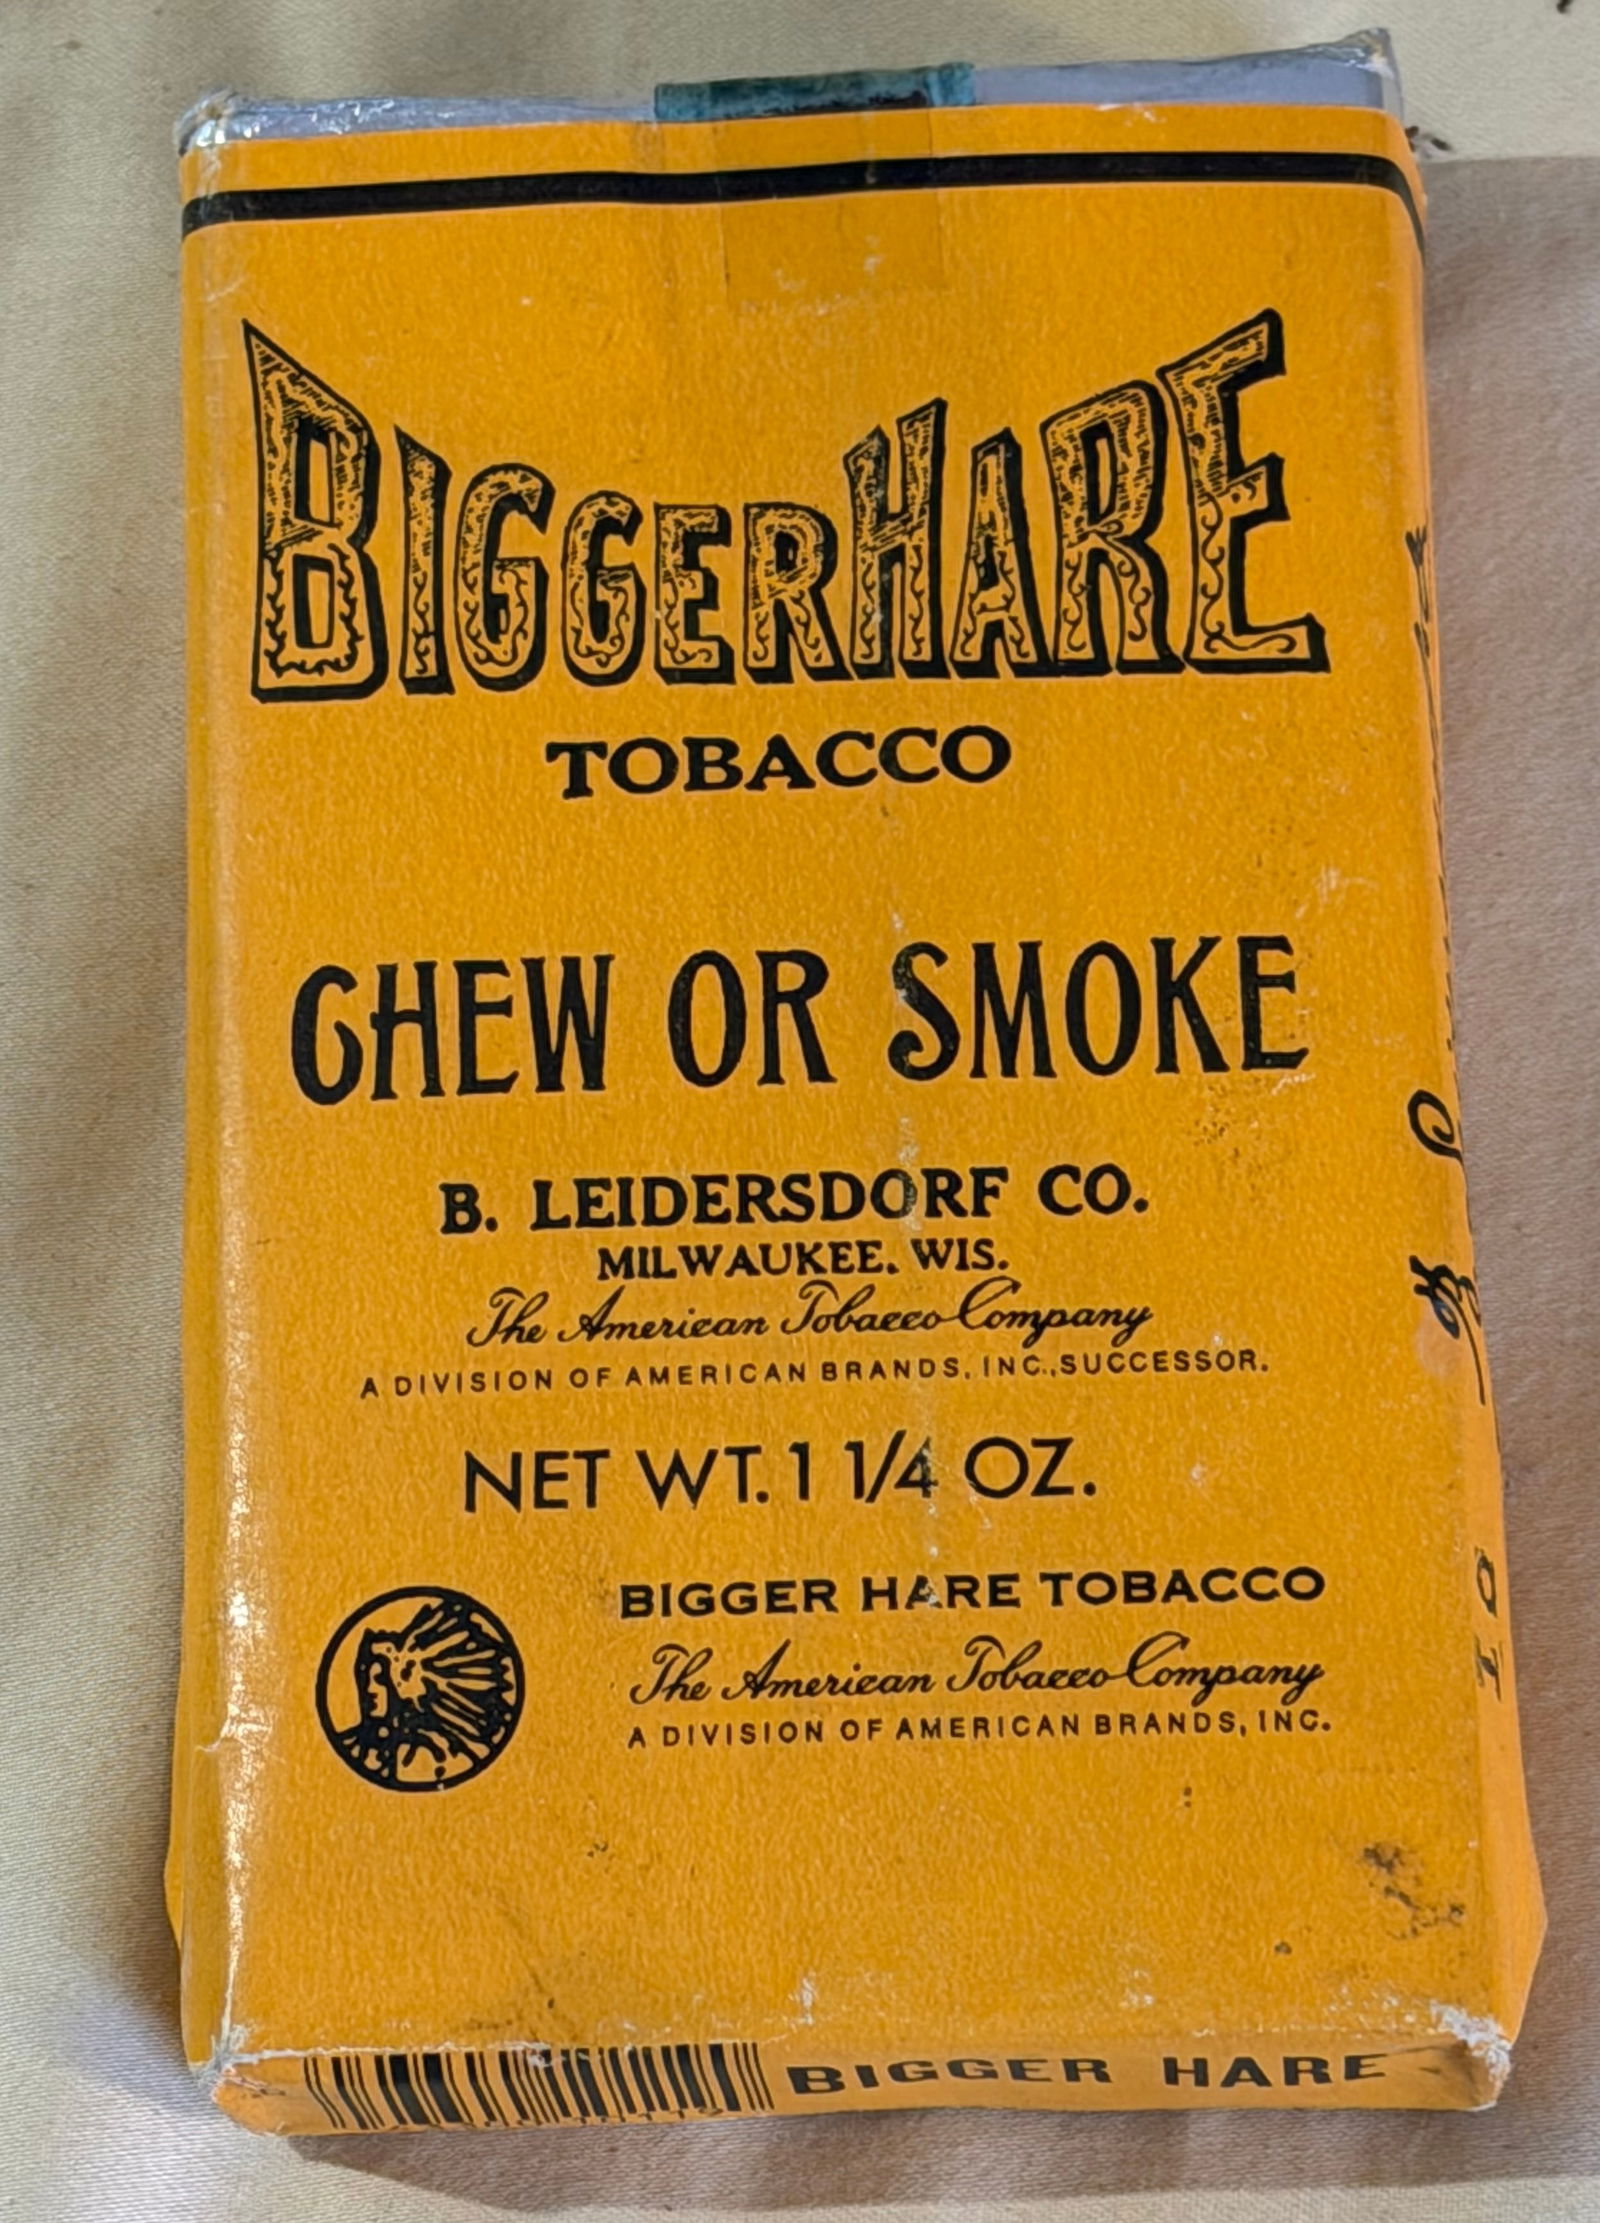 BIGGERHARE
TOBACCO
CHEW OR SMOKE
B. LEIDERSDORF CO.
MILWAUKEE. WIS.
The American Tobacco Company
A DIVISION OF AMERICAN BRANDS, INC., SUCCESSOR.
NET WT. 1 1/4 OZ.
BIGGER HARE TOBACCO
The American Tobacco Company
A DIVISION OF AMERICAN BRANDS, INC.
BIGGER HARE